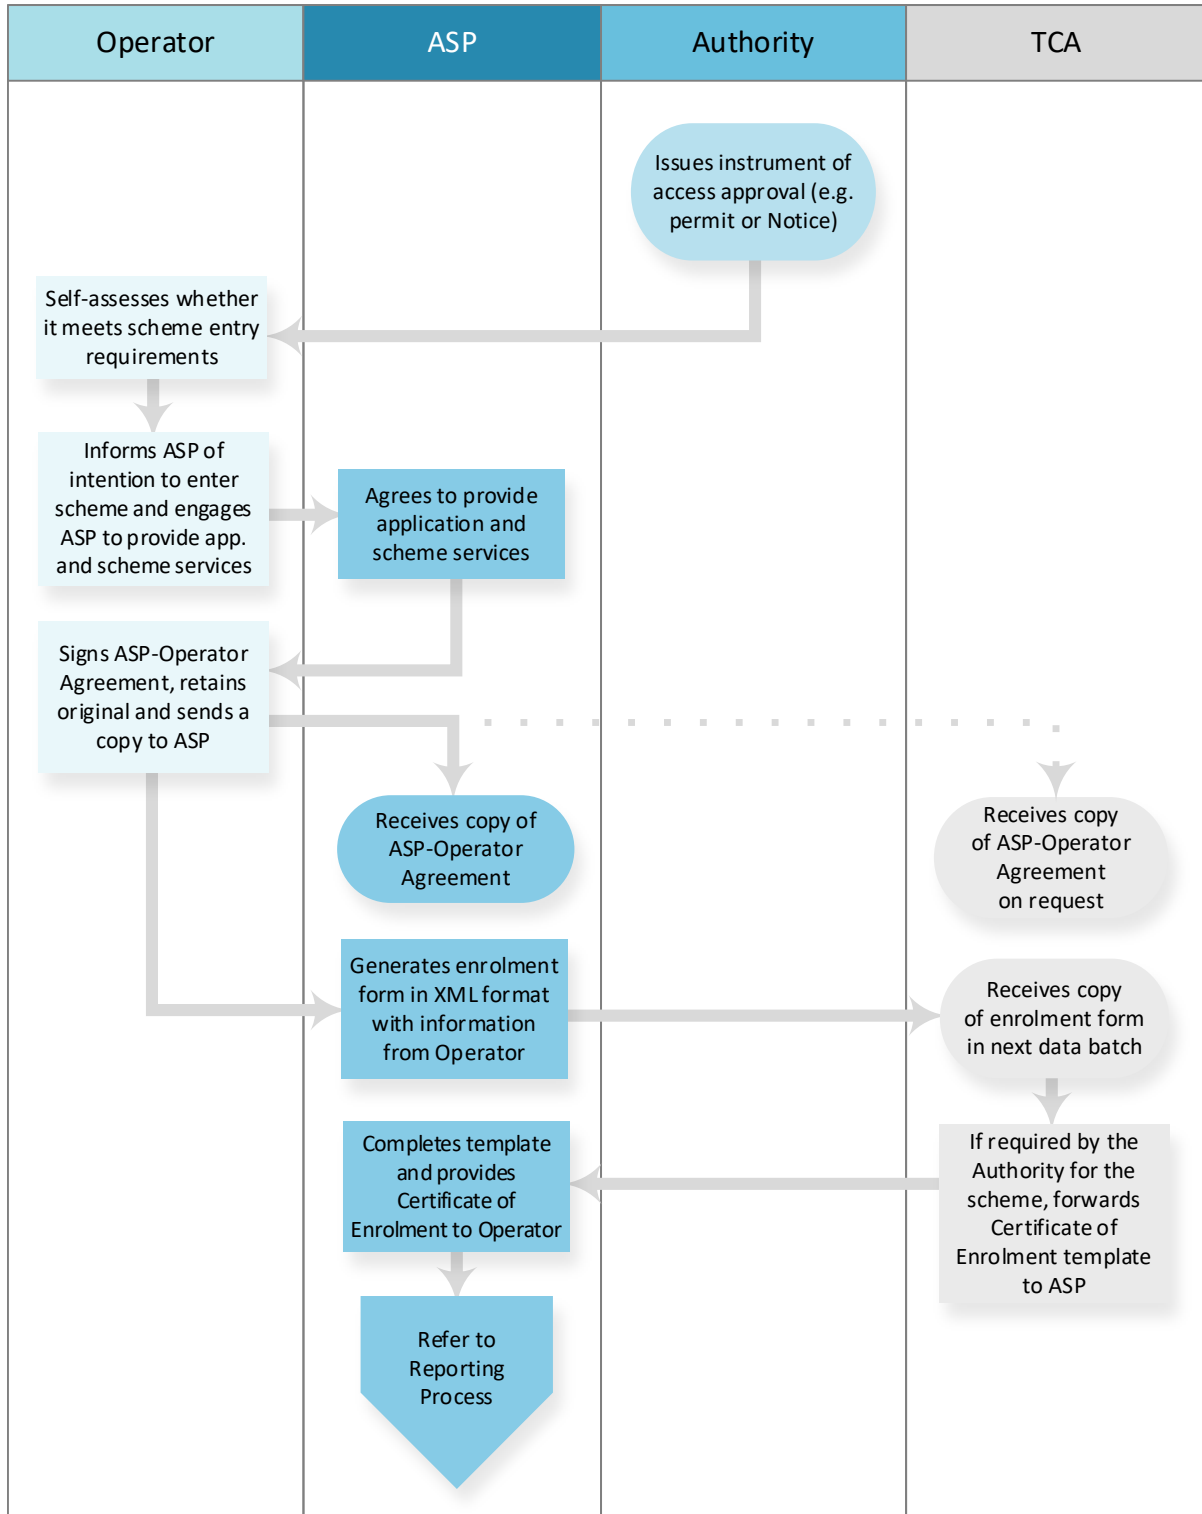 Operator
ASP
Authority
TCA
Issues instrument of
access approval (e.g.
permit or Notice)
Self-assesses whether
it meets scheme entry
requirements
Informs ASP of
intention to enter
scheme and engages
ASP to provide app.
and scheme services
Agrees to provide
application and
scheme services
Signs ASP-Operator
Agreement, retains
original and sends a
copy to ASP
Receives copy of
ASP-Operator
Agreement
Receives copy
of ASP-Operator
Agreement
on request
Generates enrolment
form in XML format
with information
from Operator
Receives copy
of enrolment form
in next data batch
Completes template
and provides
Certificate of
Enrolment to Operator
If required by the
Authority for the
scheme, forwards
Certificate of
Enrolment template
to ASP
Refer to
Reporting
Process